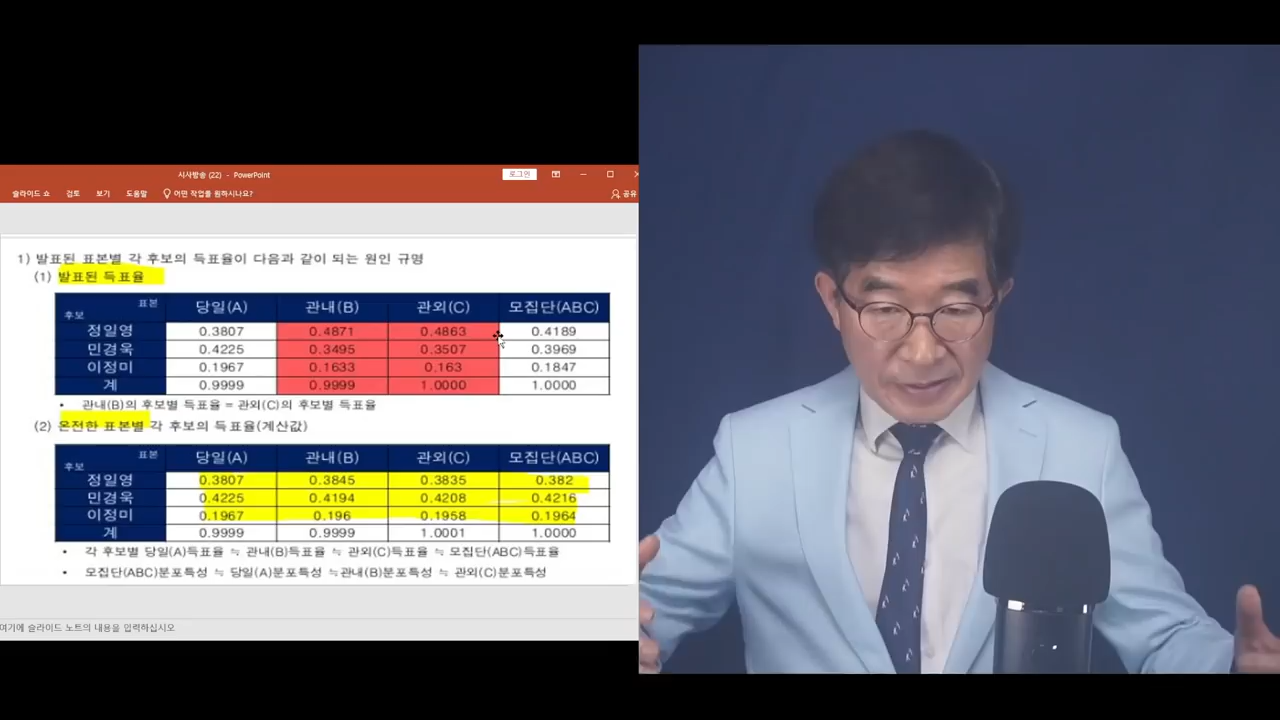 시사방송 (22) - PowerPoint
로그인
슬라이드 쇼 검토 보기 도움말 어떤 작업을 원하시나요? 공유
1) 발표된 표본별 각 후보의 득표율이 다음과 같이 되는 원인 규명
(1) 발표된 득표율
표본 후보 당일(A) 관내(B) 관외(C) 모집단(ABC)
정일영 0.3807 0.4871 0.4863 0.4189
민경욱 0.4225 0.3495 0.3507 0.3969
이정미 0.1967 0.1633 0.163 0.1847
계 0.9999 0.9999 1.0000 1.0000
• 관내(B)의 후보별 득표율 = 관외(C)의 후보별 득표율
(2) 온전한 표본별 각 후보의 득표율(계산값)
표본 후보 당일(A) 관내(B) 관외(C) 모집단(ABC)
정일영 0.3807 0.3845 0.3835 0.382
민경욱 0.4225 0.4194 0.4208 0.4216
이정미 0.1967 0.196 0.1958 0.1964
계 0.9999 0.9999 1.0001 1.0000
• 각 후보별 당일(A)득표율 ≒ 관내(B)득표율 ≒ 관외(C)득표율 ≒ 모집단(ABC)득표율
• 모집단(ABC)분포특성 ≒ 당일(A)분포특성 ≒관내(B)분포특성 ≒ 관외(C)분포특성
여기에 슬라이드 노트의 내용을 입력하십시오